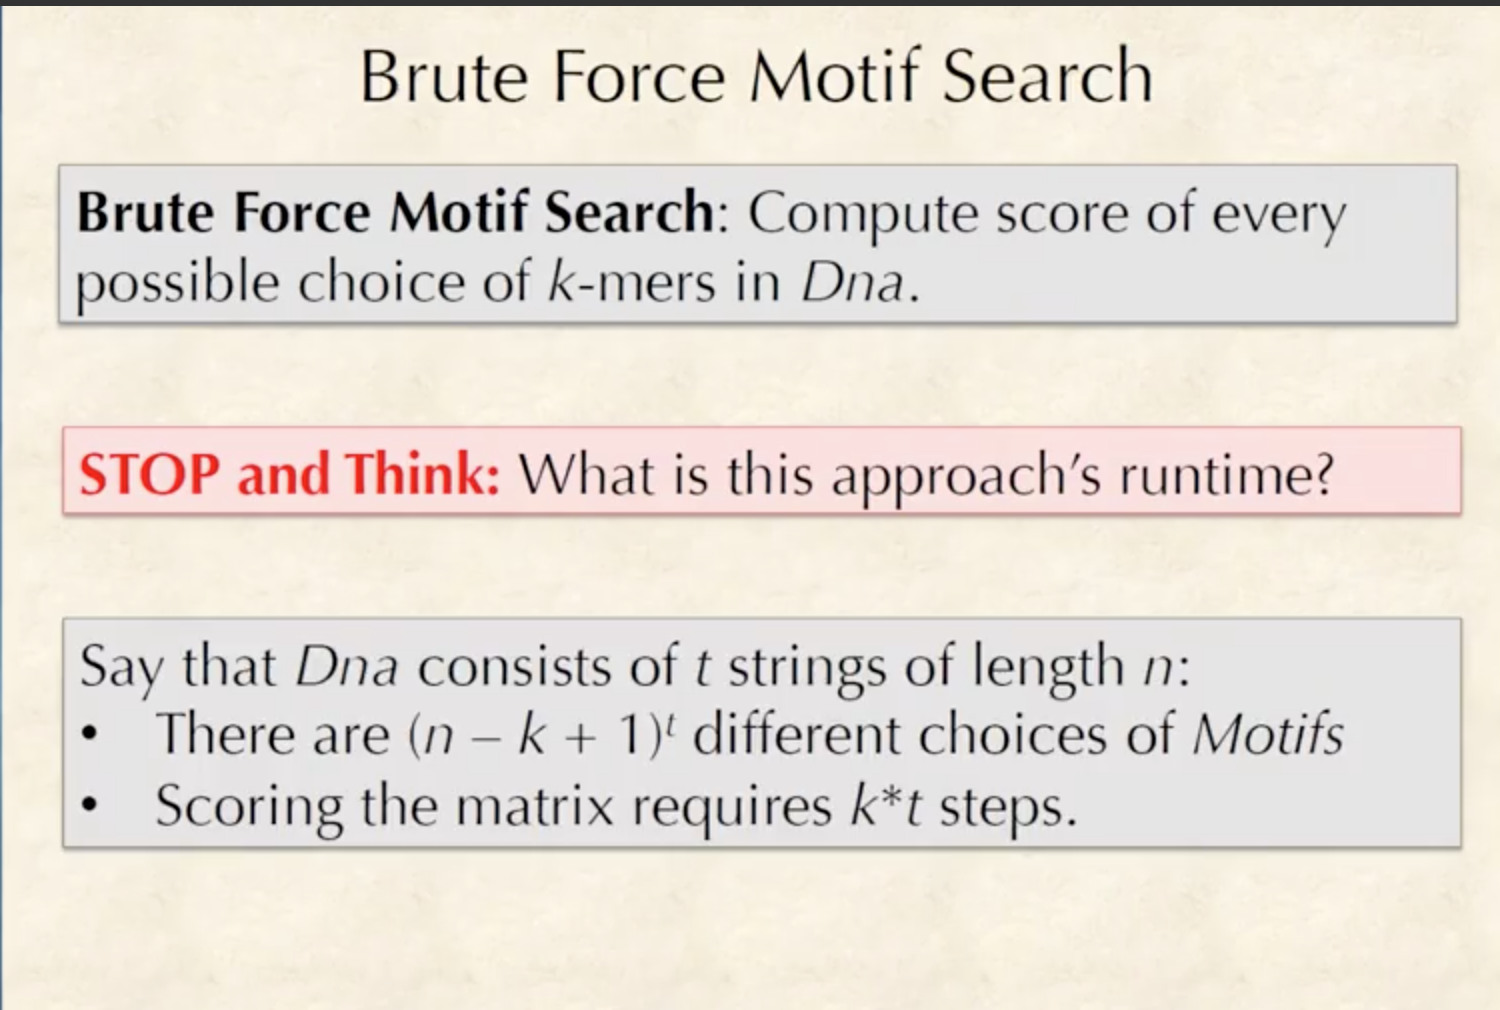 Brute Force Motif Search
Brute Force Motif Search: Compute score of every
possible choice of k-mers in Dna.
STOP and Think: What is this approach’s runtime?
Say that Dna consists of t strings of length n:
• There are (n – k + 1)ᵗ different choices of Motifs
• Scoring the matrix requires k*t steps.